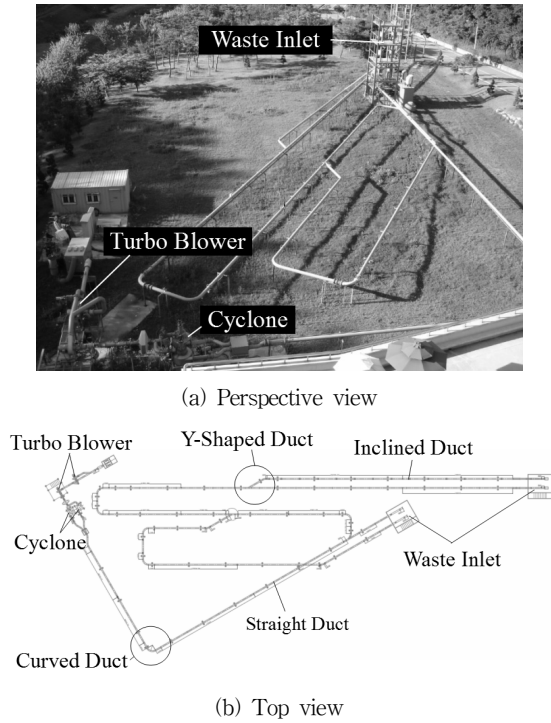 Waste Inlet
Turbo Blower
Cyclone
(a) Perspective view
Turbo Blower
Y-Shaped Duct
Inclined Duct
Cyclone
Waste Inlet
Straight Duct
Curved Duct
(b) Top view